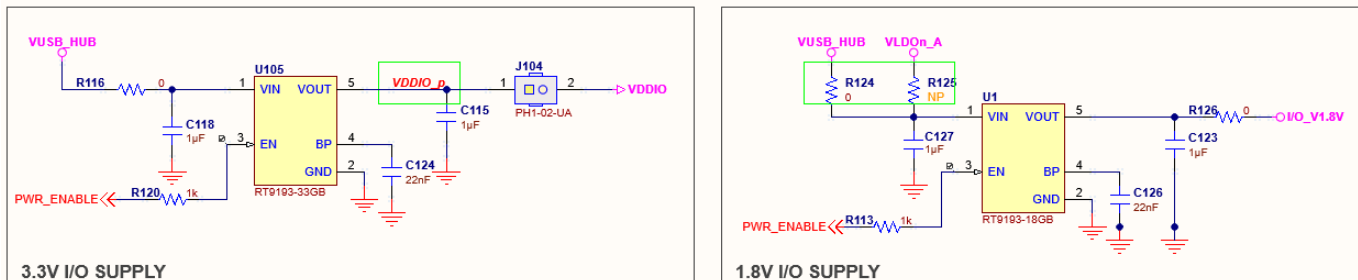 VUSB_HUB
R116
0
1
U105
VIN
VOUT
5
VDDIO_p
1
J104
2
VDDIO
PH1-02-UA
C118
1µF
3
EN
BP
4
C115
1µF
GND
2
C124
22nF
RT9193-33GB
PWR_ENABLE
R120
1k
3.3V I/O SUPPLY
VUSB_HUB
VLDOn_A
R124
0
R125
NP
1
U1
VIN
VOUT
5
R126
0
I/O_V1.8V
C127
1µF
3
EN
BP
4
C123
1µF
GND
2
C126
22nF
RT9193-18GB
PWR_ENABLE
R113
1k
1.8V I/O SUPPLY